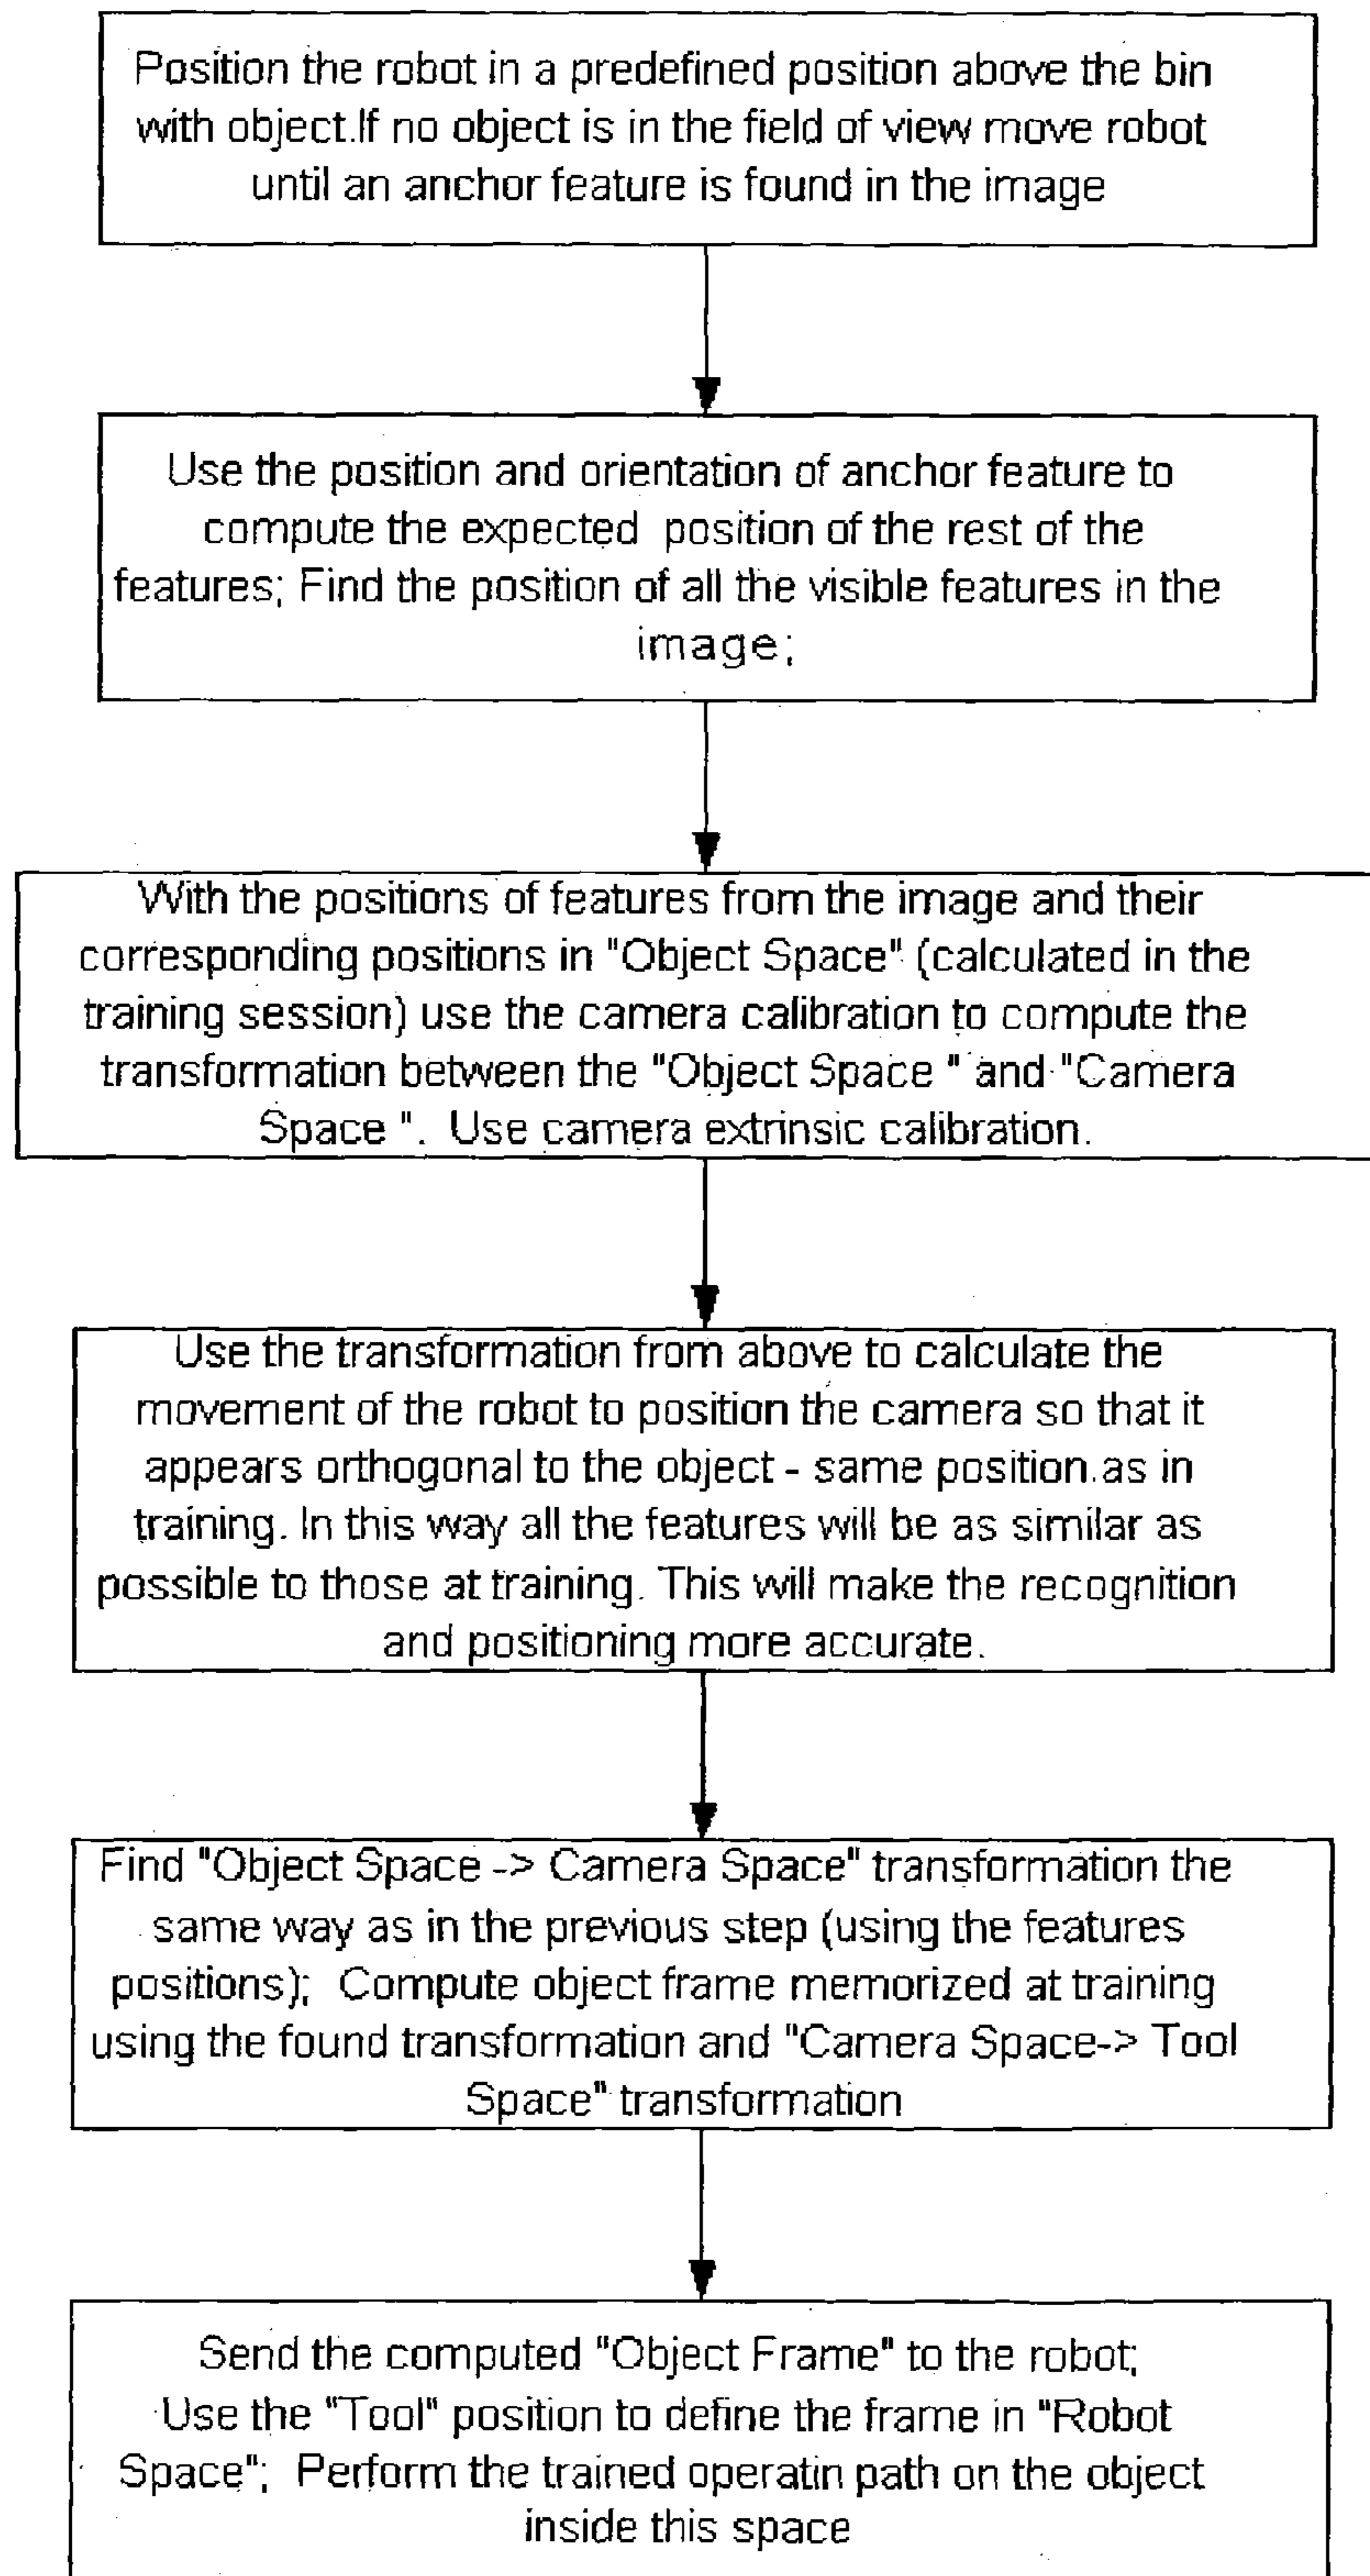 Position the robot in a predefined position above the bin
with object.If no object is in the field of view move robot
until an anchor feature is found in the image
Use the position and orientation of anchor feature to
compute the expected position of the rest of the
features; Find the position of all the visible features in the
image;
With the positions of features from the image and their
corresponding positions in "Object Space" (calculated in the
training session) use the camera calibration to compute the
transformation between the "Object Space " and "Camera
Space ". Use camera extrinsic calibration.
Use the transformation from above to calculate the
movement of the robot to position the camera so that it
appears orthogonal to the object - same position.as in
training. In this way all the features will be as similar as
possible to those at training. This will make the recognition
and positioning more accurate.
Find "Object Space -> Camera Space" transformation the
same way as in the previous step (using the features
positions); Compute object frame memorized at training
using the found transformation and "Camera Space-> Tool
Space" transformation
Send the computed "Object Frame" to the robot;
Use the "Tool" position to define the frame in "Robot
Space"; Perform the trained operatin path on the object
inside this space